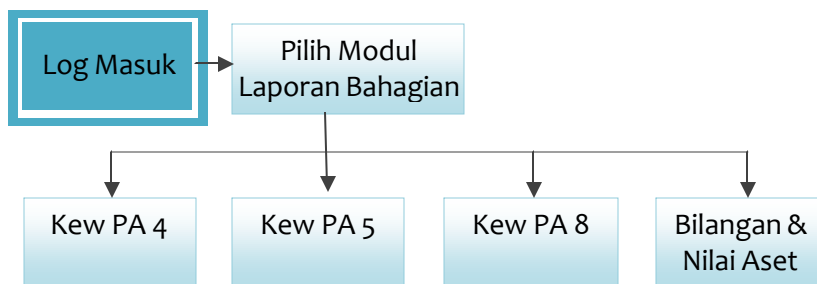 Log Masuk
Pilih Modul
Laporan Bahagian
Kew PA 4
Kew PA 5
Kew PA 8
Bilangan &
Nilai Aset